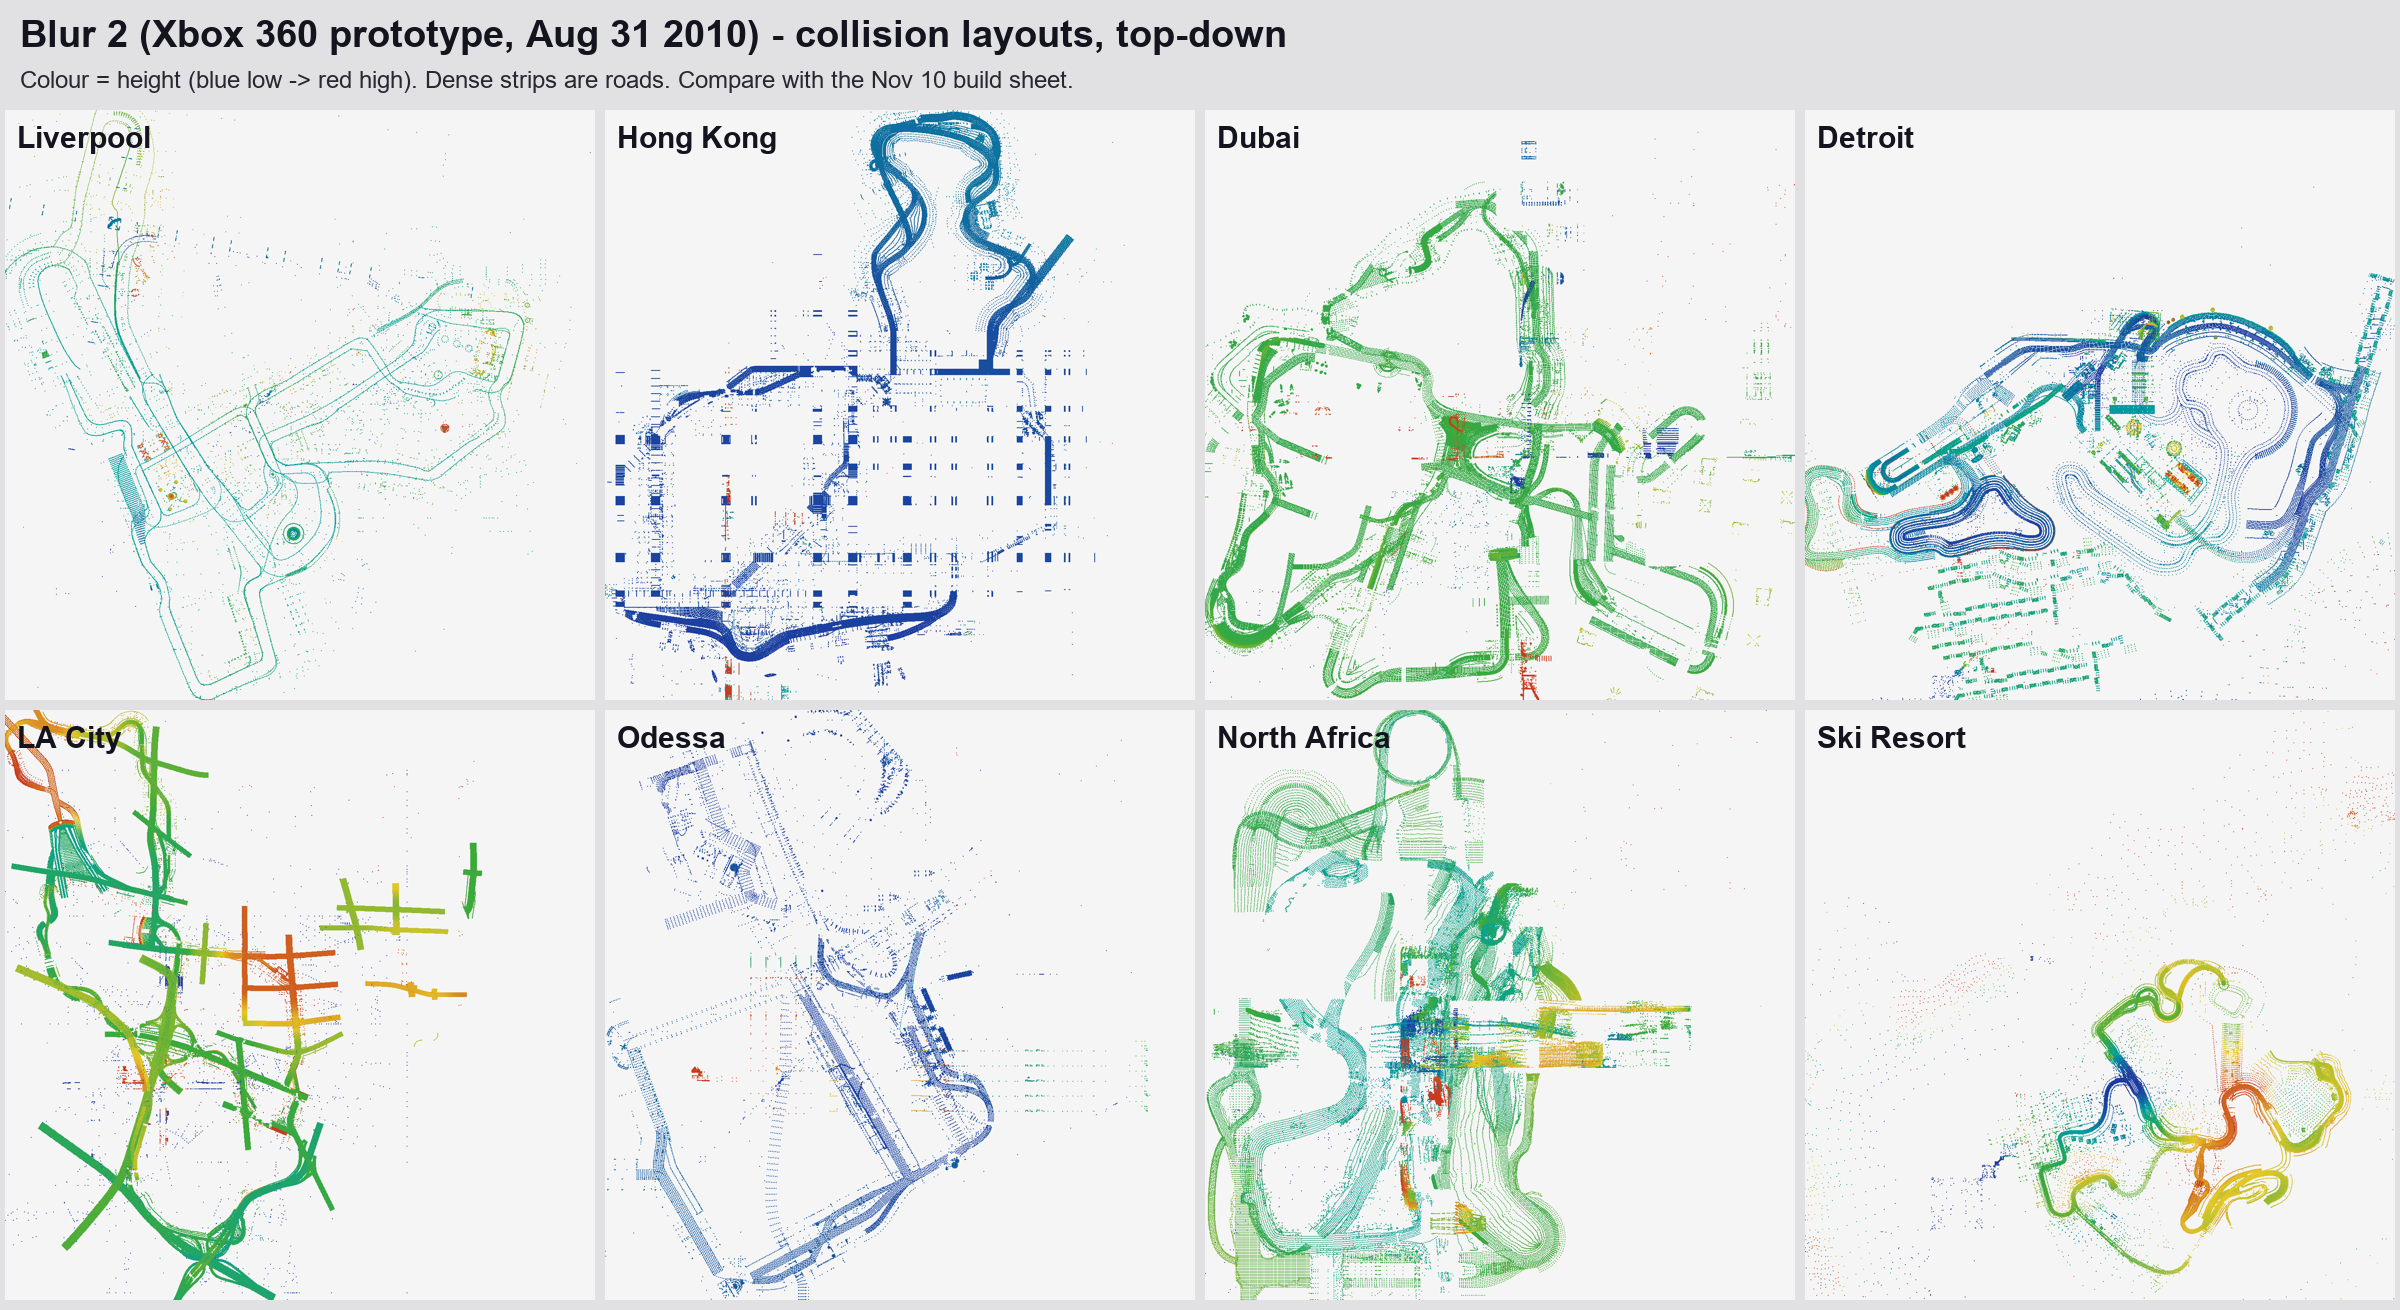 Blur 2 (Xbox 360 prototype, Aug 31 2010) - collision layouts, top-down
Colour = height (blue low -> red high). Dense strips are roads. Compare with the Nov 10 build sheet.
Liverpool
Hong Kong
Dubai
Detroit
LA City
Odessa
North Africa
Ski Resort